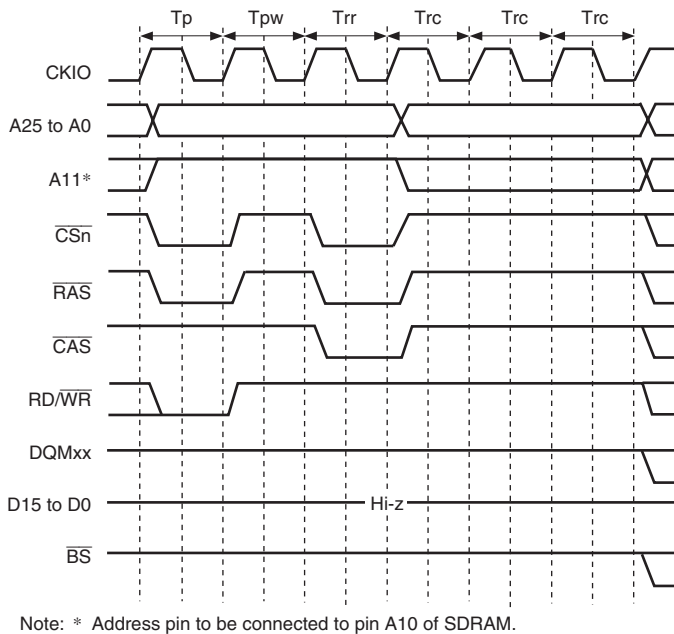 Tp Tpw Trr Trc Trc Trc
CKIO
A25 to A0
A11*
CSn
RAS
CAS
RD/WR
DQMxx
D15 to D0 Hi-z
BS
Note: * Address pin to be connected to pin A10 of SDRAM.